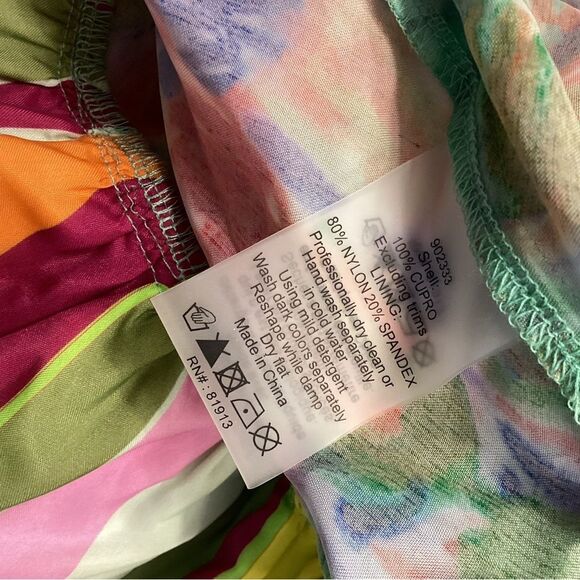 902333
Shell:
100% CUPRO
Excluding trims
LINING:
80% NYLON 20% SPANDEX
Professionally dry clean or
Hand wash separately
in cold water
Using mild detergent
Wash dark colors separately
Reshape while damp
Dry flat
Made in China
RN#: 81913